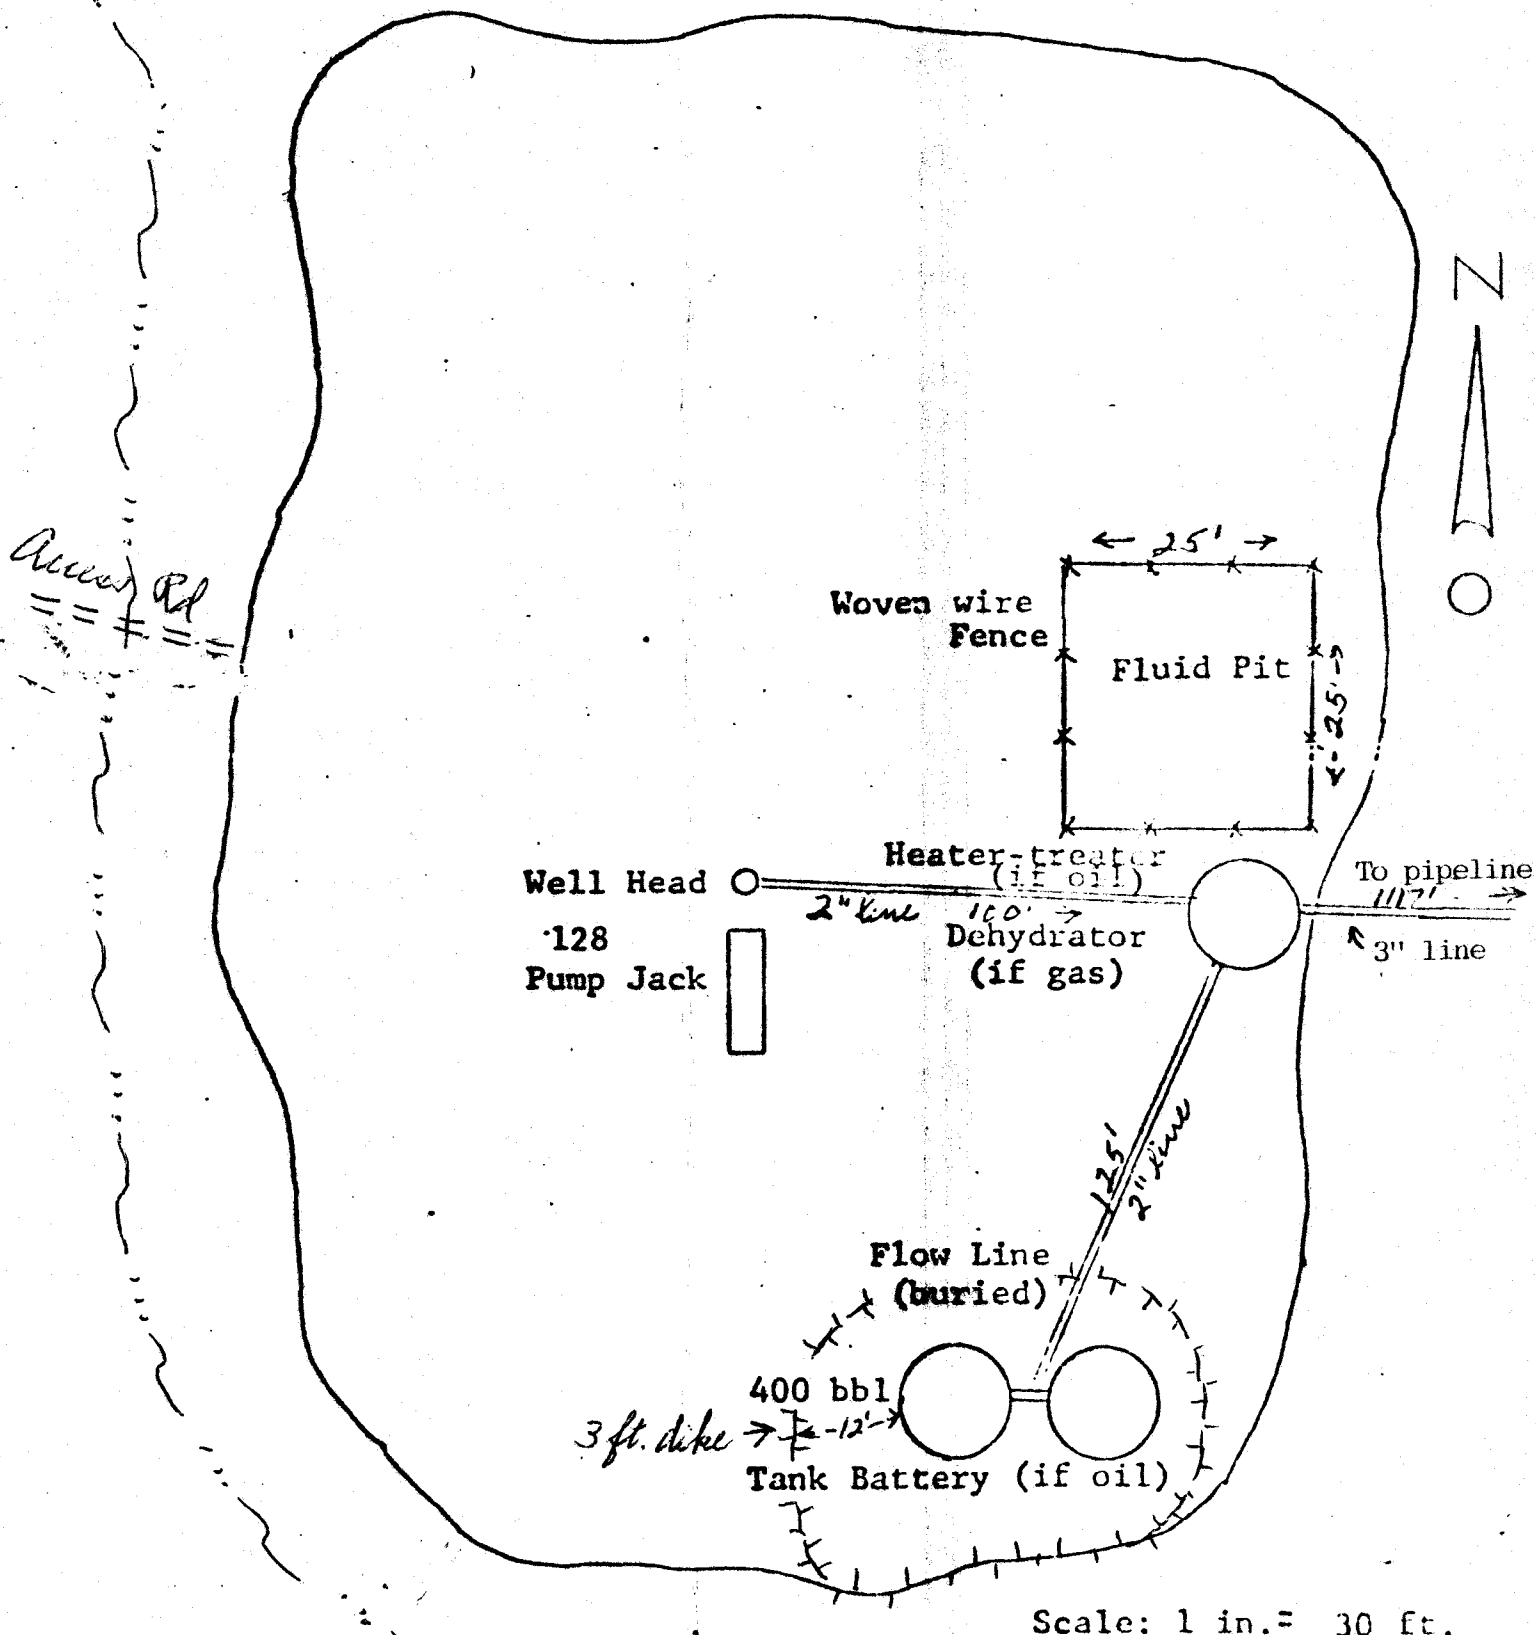 N
← 25' →
Access Rd
Woven wire
Fence
Fluid Pit
← 25' →
Heater-treater
(if oil)
Well Head
2" line 100' →
Dehydrator
(if gas)
To pipeline
→
3" line
128
Pump Jack
125'
2" line
Flow Line
(buried)
400 bbl
3 ft. dike →
←-12'→
Tank Battery (if oil)
Scale: 1 in.= 30 ft.